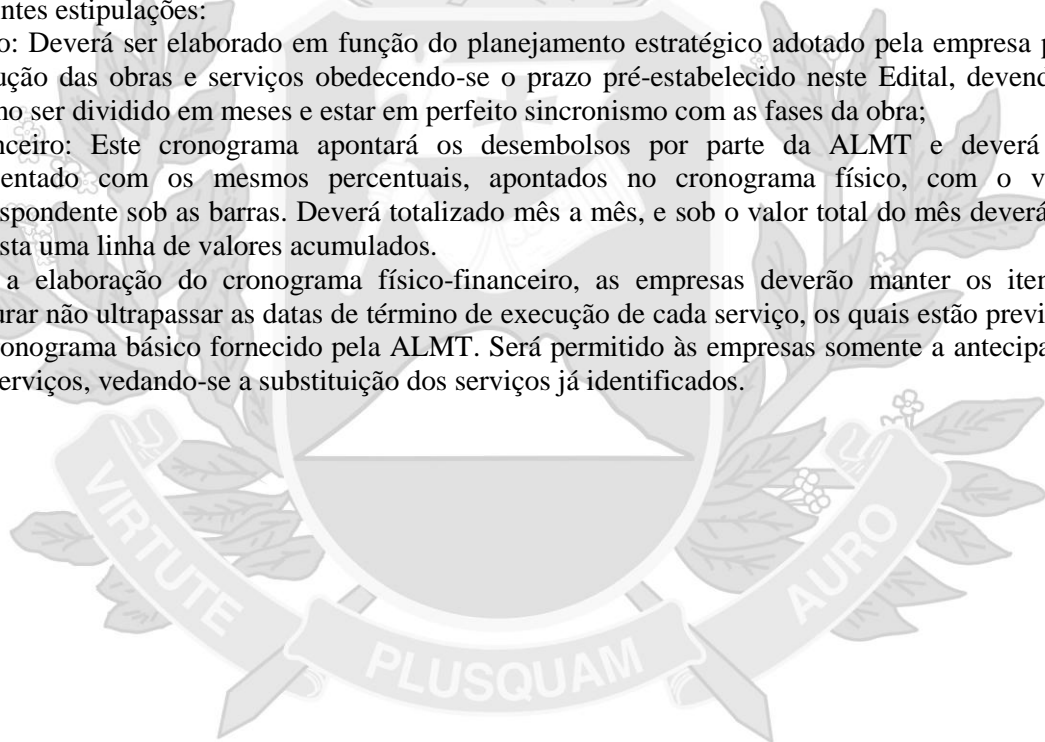 ntes estipulações:
o: Deverá ser elaborado em função do planejamento estratégico adotado pela empresa p
ução das obras e serviços obedecendo-se o prazo pré-estabelecido neste Edital, devend
no ser dividido em meses e estar em perfeito sincronismo com as fases da obra;
nceiro: Este cronograma apontará os desembolsos por parte da ALMT e deverá
entado com os mesmos percentuais, apontados no cronograma físico, com o v
spondente sob as barras. Deverá totalizado mês a mês, e sob o valor total do mês deverá
sta uma linha de valores acumulados.
a elaboração do cronograma físico-financeiro, as empresas deverão manter os iten
urar não ultrapassar as datas de término de execução de cada serviço, os quais estão previ
onograma básico fornecido pela ALMT. Será permitido às empresas somente a antecipa
erviços, vedando-se a substituição dos serviços já identificados.
VIRTUTE PLUSQUAM AURO